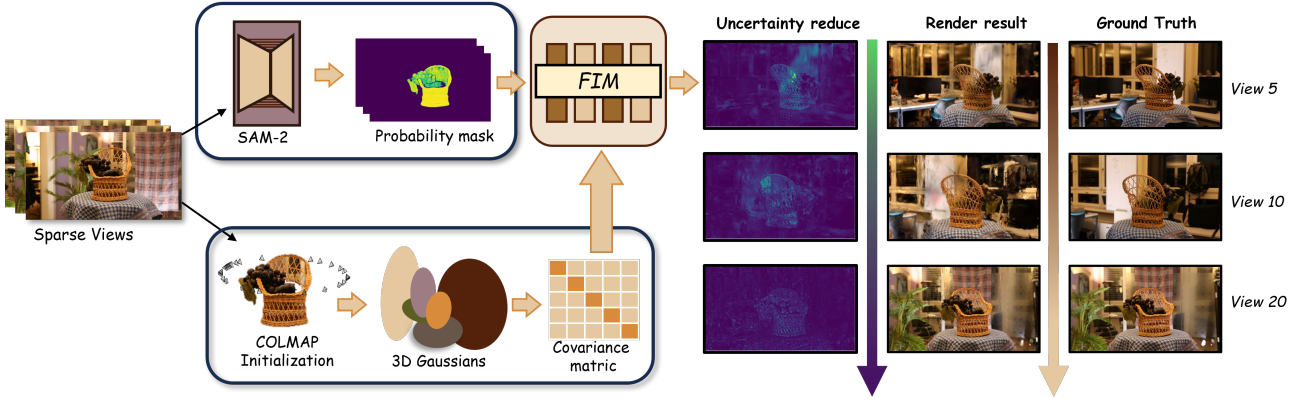 Sparse Views
SAM-2
Probability mask
COLMAP
Initialization
3D Gaussians
Covariance
matric
FIM
Uncertainty reduce
Render result
Ground Truth
View 5
View 10
View 20